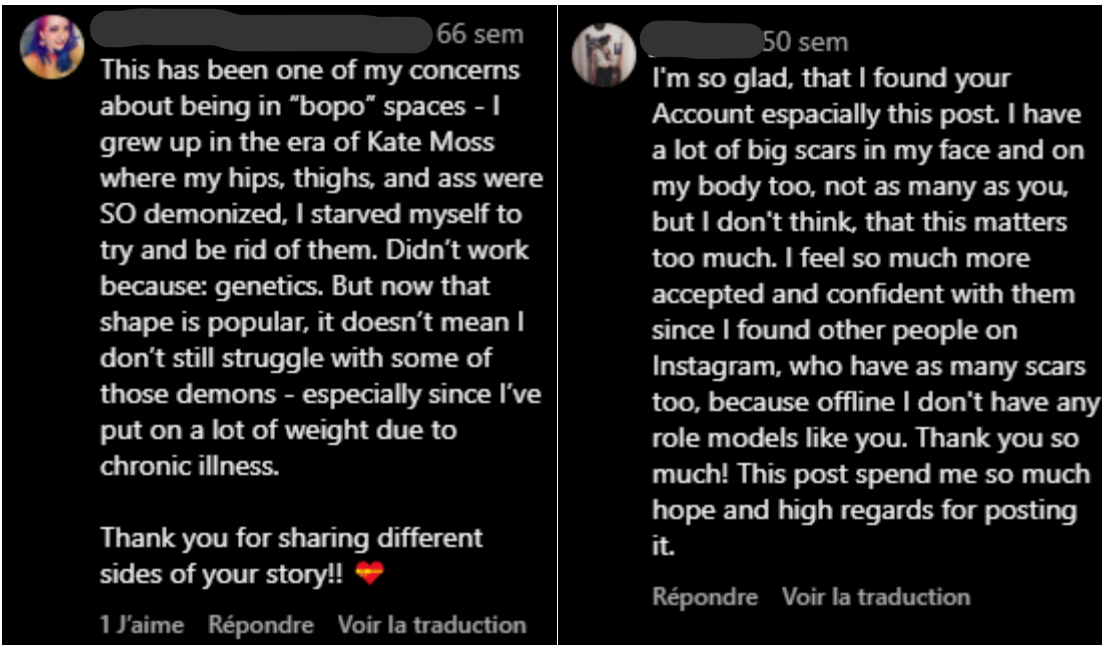 66 sem
This has been one of my concerns
about being in “bopo” spaces - I
grew up in the era of Kate Moss
where my hips, thighs, and ass were
SO demonized, I starved myself to
try and be rid of them. Didn’t work
because: genetics. But now that
shape is popular, it doesn’t mean I
don’t still struggle with some of
those demons - especially since I’ve
put on a lot of weight due to
chronic illness.
Thank you for sharing different
sides of your story!! 💝
1 J’aime Répondre Voir la traduction
50 sem
I'm so glad, that I found your
Account espacially this post. I have
a lot of big scars in my face and on
my body too, not as many as you,
but I don't think, that this matters
too much. I feel so much more
accepted and confident with them
since I found other people on
Instagram, who have as many scars
too, because offline I don't have any
role models like you. Thank you so
much! This post spend me so much
hope and high regards for posting
it.
Répondre Voir la traduction